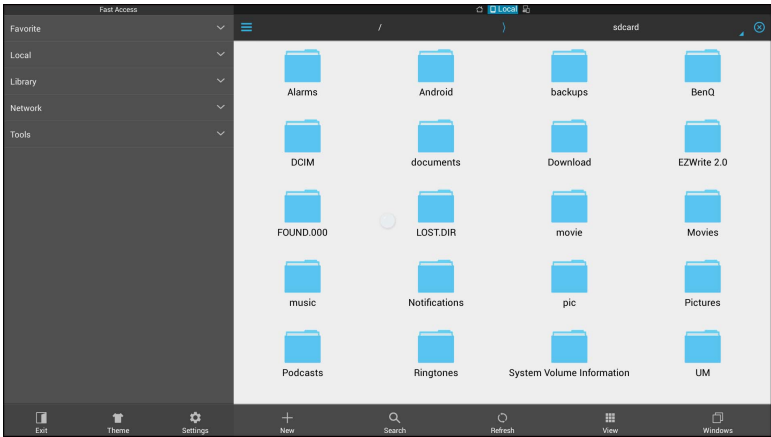 Fast Access
Local
Favorite
/ sdcard
Local
Library
Network
Tools
Alarms Android backups BenQ
DCIM documents Download EZWrite 2.0
FOUND.000 LOST.DIR movie Movies
music Notifications pic Pictures
Podcasts Ringtones System Volume Information UM
Exit Theme Settings New Search Refresh View Windows